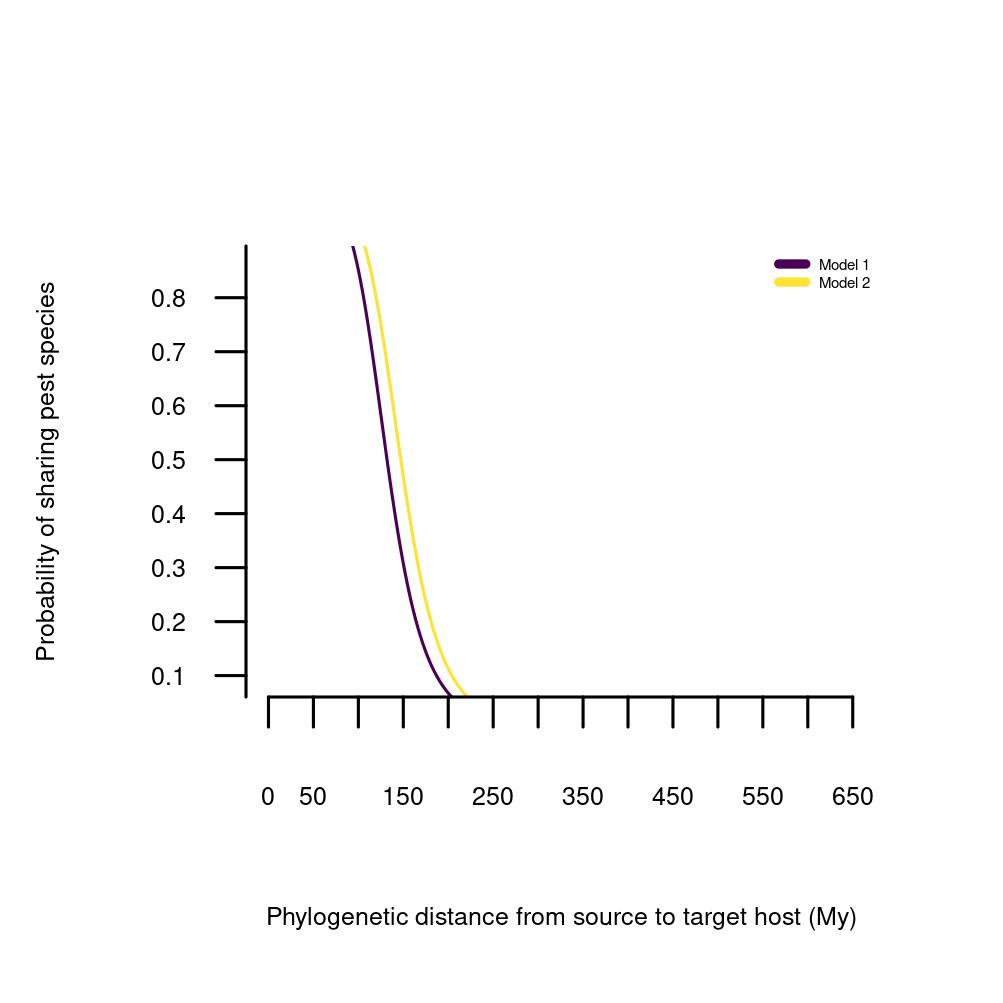 Model 1
Model 2
Probability of sharing pest species
0.8
0.7
0.6
0.5
0.4
0.3
0.2
0.1
0 50 150 250 350 450 550 650
Phylogenetic distance from source to target host (My)